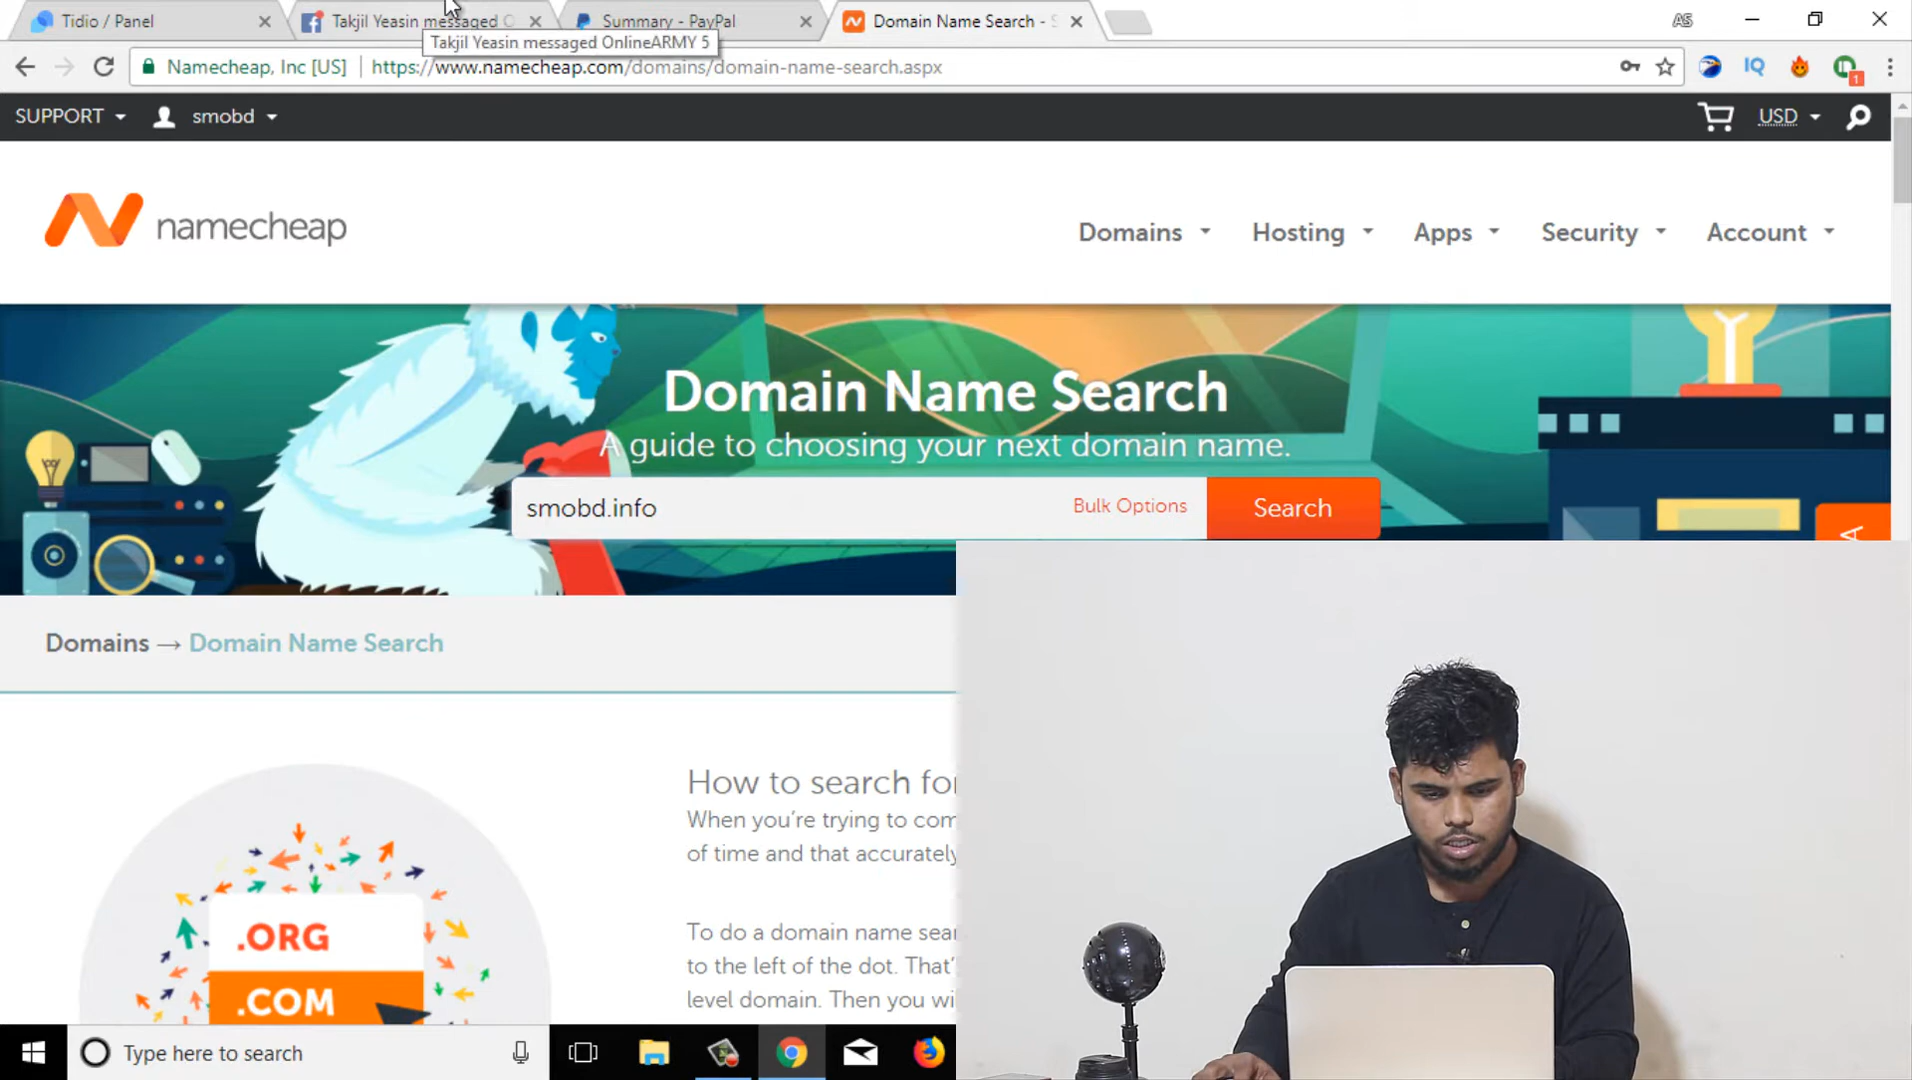 Tidio / Panel
Takjil Yeasin messaged O
Summary - PayPal
Domain Name Search - S
AS
Takjil Yeasin messaged OnlineARMY 5
Namecheap, Inc [US]
https://www.namecheap.com/domains/domain-name-search.aspx
IQ
1
SUPPORT
smobd
USD
namecheap
Domains
Hosting
Apps
Security
Account
Domain Name Search
A guide to choosing your next domain name.
smobd.info
Bulk Options
Search
A
Domains → Domain Name Search
How to search for
When you're trying to com
of time and that accurately
.ORG
.COM
To do a domain name sear
to the left of the dot. That'
level domain. Then you wi
Type here to search